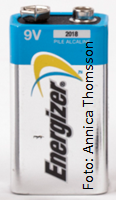 9V
2018
PILE ALCALINE
Energizer
Foto: Annica Thomsson